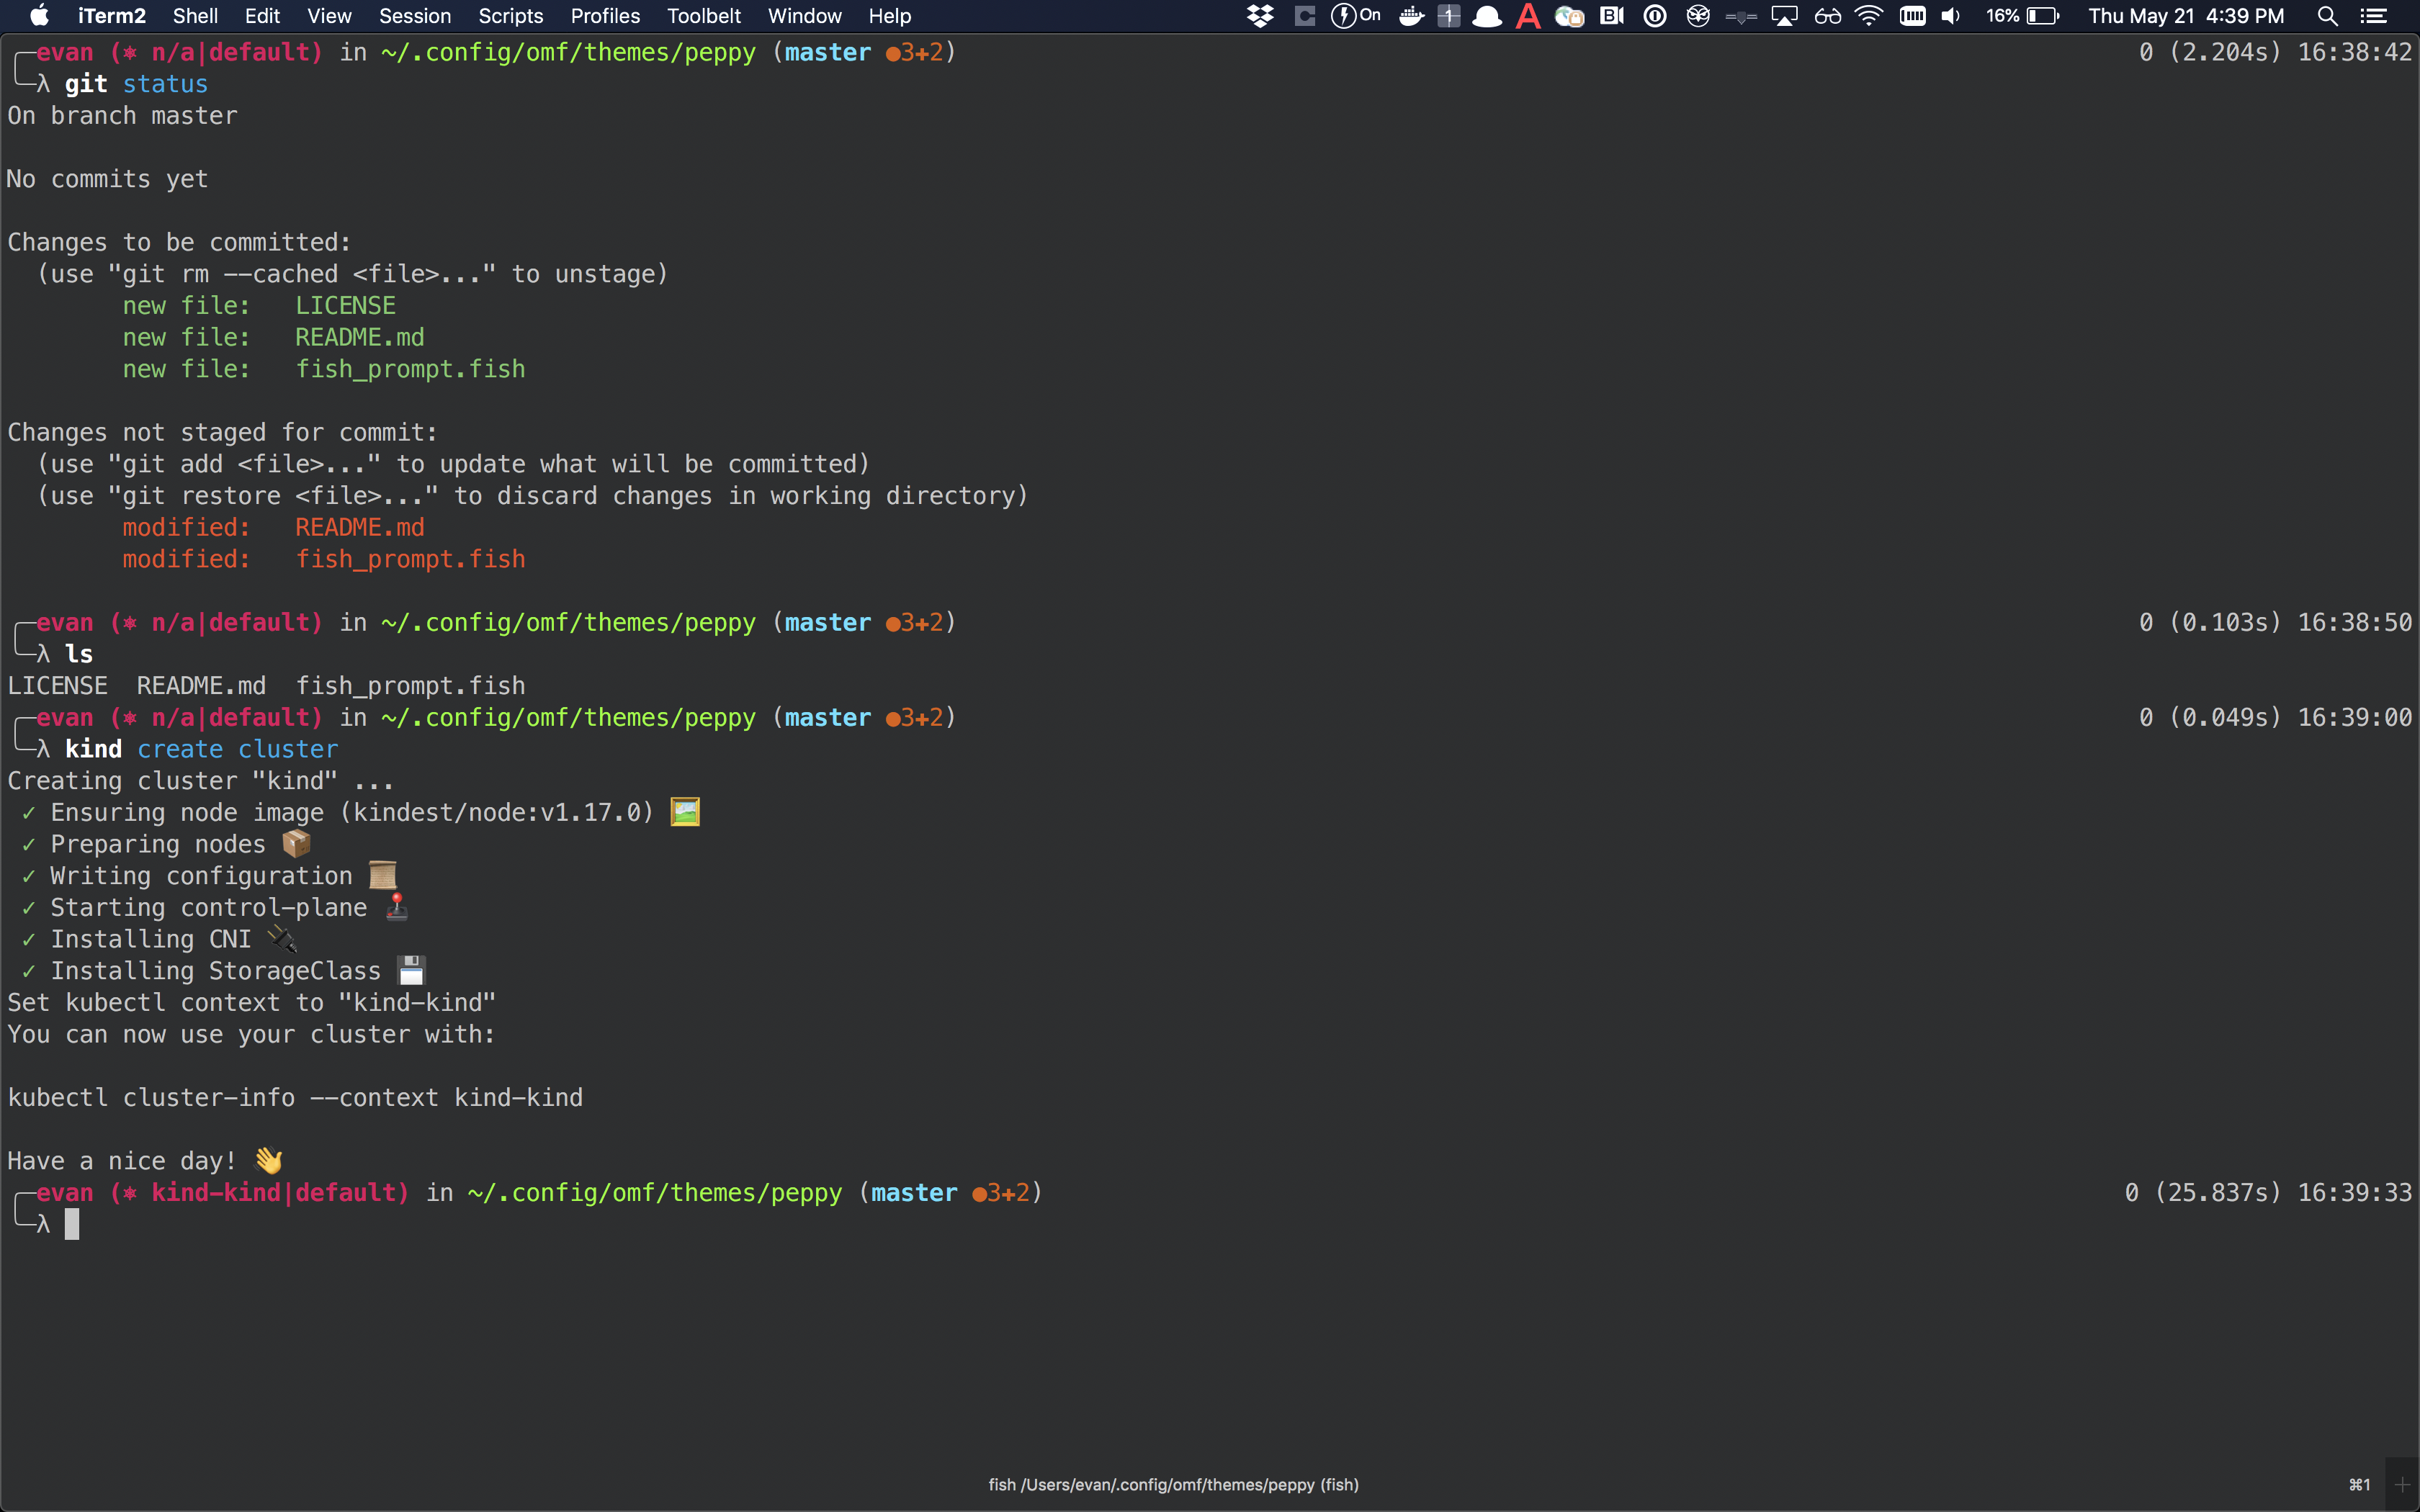 iTerm2 Shell Edit View Session Scripts Profiles Toolbelt Window Help On 1 16% Thu May 21 4:39 PM
evan (⎈ n/a|default) in ~/.config/omf/themes/peppy (master ●3✚2) 0 (2.204s) 16:38:42
λ git status
On branch master
No commits yet
Changes to be committed:
(use "git rm --cached <file>..." to unstage)
new file: LICENSE
new file: README.md
new file: fish_prompt.fish
Changes not staged for commit:
(use "git add <file>..." to update what will be committed)
(use "git restore <file>..." to discard changes in working directory)
modified: README.md
modified: fish_prompt.fish
evan (⎈ n/a|default) in ~/.config/omf/themes/peppy (master ●3✚2) 0 (0.103s) 16:38:50
λ ls
LICENSE README.md fish_prompt.fish
evan (⎈ n/a|default) in ~/.config/omf/themes/peppy (master ●3✚2) 0 (0.049s) 16:39:00
λ kind create cluster
Creating cluster "kind" ...
✓ Ensuring node image (kindest/node:v1.17.0) 🖼
✓ Preparing nodes 📦
✓ Writing configuration 📜
✓ Starting control-plane 🕹
✓ Installing CNI 🔌
✓ Installing StorageClass 💾
Set kubectl context to "kind-kind"
You can now use your cluster with:
kubectl cluster-info --context kind-kind
Have a nice day! 👋
evan (⎈ kind-kind|default) in ~/.config/omf/themes/peppy (master ●3✚2) 0 (25.837s) 16:39:33
λ
fish /Users/evan/.config/omf/themes/peppy (fish) ⌘1